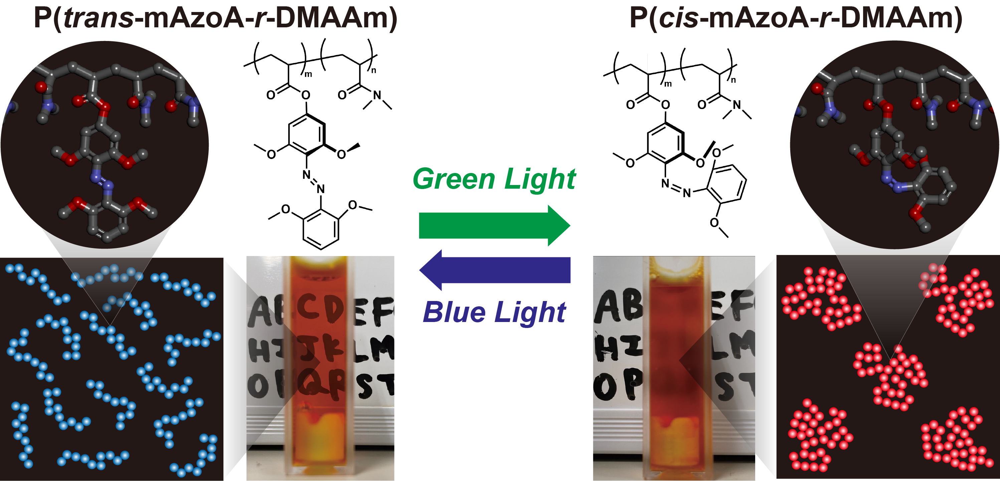 P(trans-mAzoA-r-DMAAm)
P(cis-mAzoA-r-DMAAm)
m
n
O
O
O
N
O
O
N
N
O
O
m
n
O
O
O
N
O
O
O
N
N
O
Green Light
Blue Light
ABCDEF
HIJKLM
OPQRST
AB EF
HI LM
OP ST